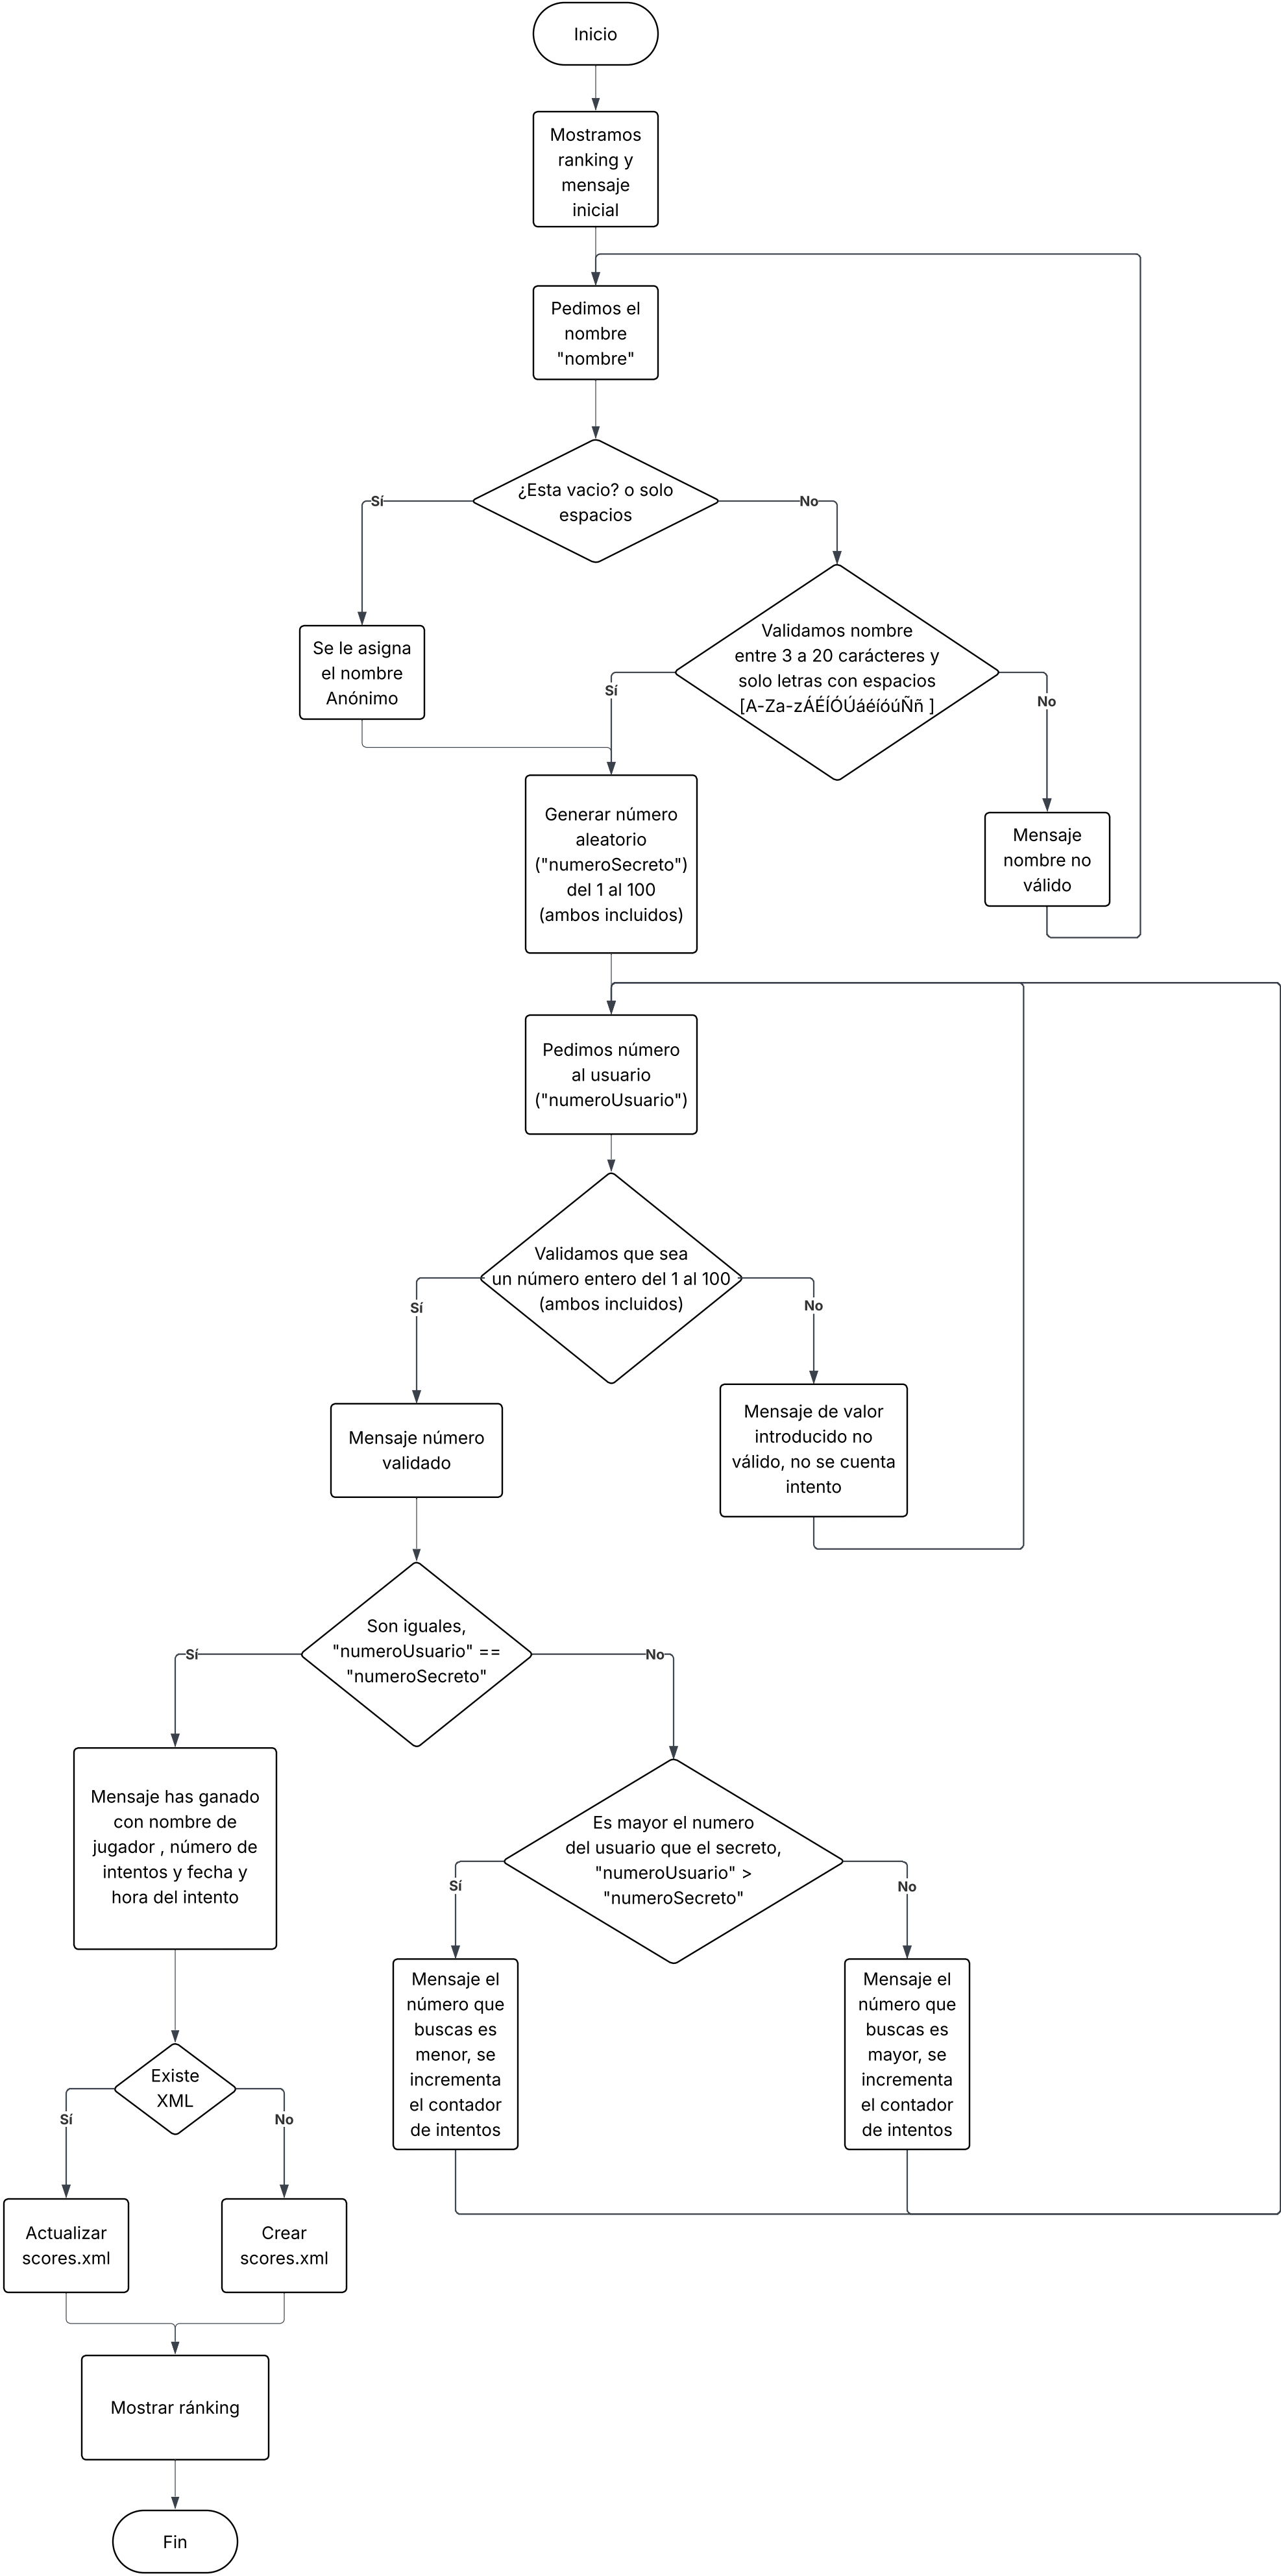 Inicio
Mostramos
ranking y
mensaje
inicial
Pedimos el
nombre
"nombre"
¿Esta vacio? o solo
espacios
Sí
No
Validamos nombre
entre 3 a 20 carácteres y
solo letras con espacios
[A-Za-zÁÉÍÓÚáéíóúÑñ ]
Se le asigna
el nombre
Anónimo
Sí
No
Generar número
aleatorio
("numeroSecreto")
del 1 al 100
(ambos incluidos)
Mensaje
nombre no
válido
Pedimos número
al usuario
("numeroUsuario")
Validamos que sea
un número entero del 1 al 100
(ambos incluidos)
Sí
No
Mensaje número
validado
Mensaje de valor
introducido no
válido, no se cuenta
intento
Son iguales,
"numeroUsuario" ==
"numeroSecreto"
Sí
No
Mensaje has ganado
con nombre de
jugador , número de
intentos y fecha y
hora del intento
Es mayor el numero
del usuario que el secreto,
"numeroUsuario" >
"numeroSecreto"
Sí
No
Mensaje el
número que
buscas es
menor, se
incrementa
el contador
de intentos
Mensaje el
número que
buscas es
mayor, se
incrementa
el contador
de intentos
Existe
XML
Sí
No
Actualizar
scores.xml
Crear
scores.xml
Mostrar ránking
Fin